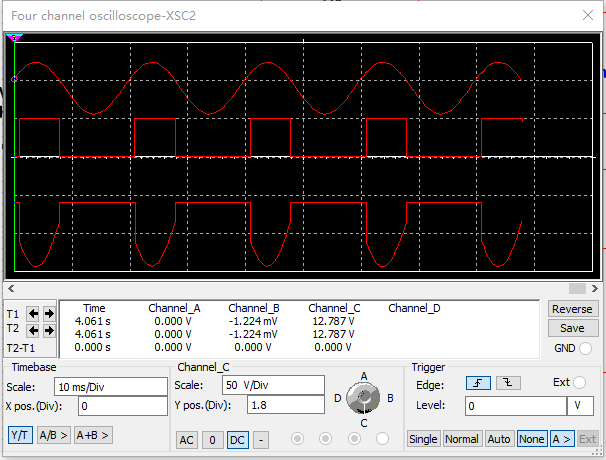 Four channel oscilloscope-XSC2
T1
T2
T2-T1
Time Channel_A Channel_B Channel_C Channel_D
4.061 s 0.000 V -1.224 mV 12.787 V
4.061 s 0.000 V -1.224 mV 12.787 V
0.000 s 0.000 V 0.000 V 0.000 V
Reverse
Save
GND
Timebase
Scale: 10 ms/Div
X pos.(Div): 0
Y/T A/B > A+B >
Channel_C
Scale: 50 V/Div
Y pos.(Div): 1.8
AC 0 DC -
A
D B
C
Trigger
Edge: Ext
Level: 0 V
Single Normal Auto None A > Ext